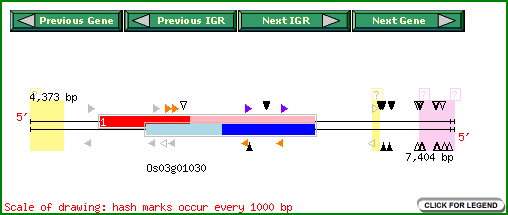 Previous Gene Previous IGR Next IGR Next Gene
? ? ? ?
4,373 bp
5' 1 5'
7,404 bp
Os03g01030
Scale of drawing: hash marks occur every 1000 bp
CLICK FOR LEGEND